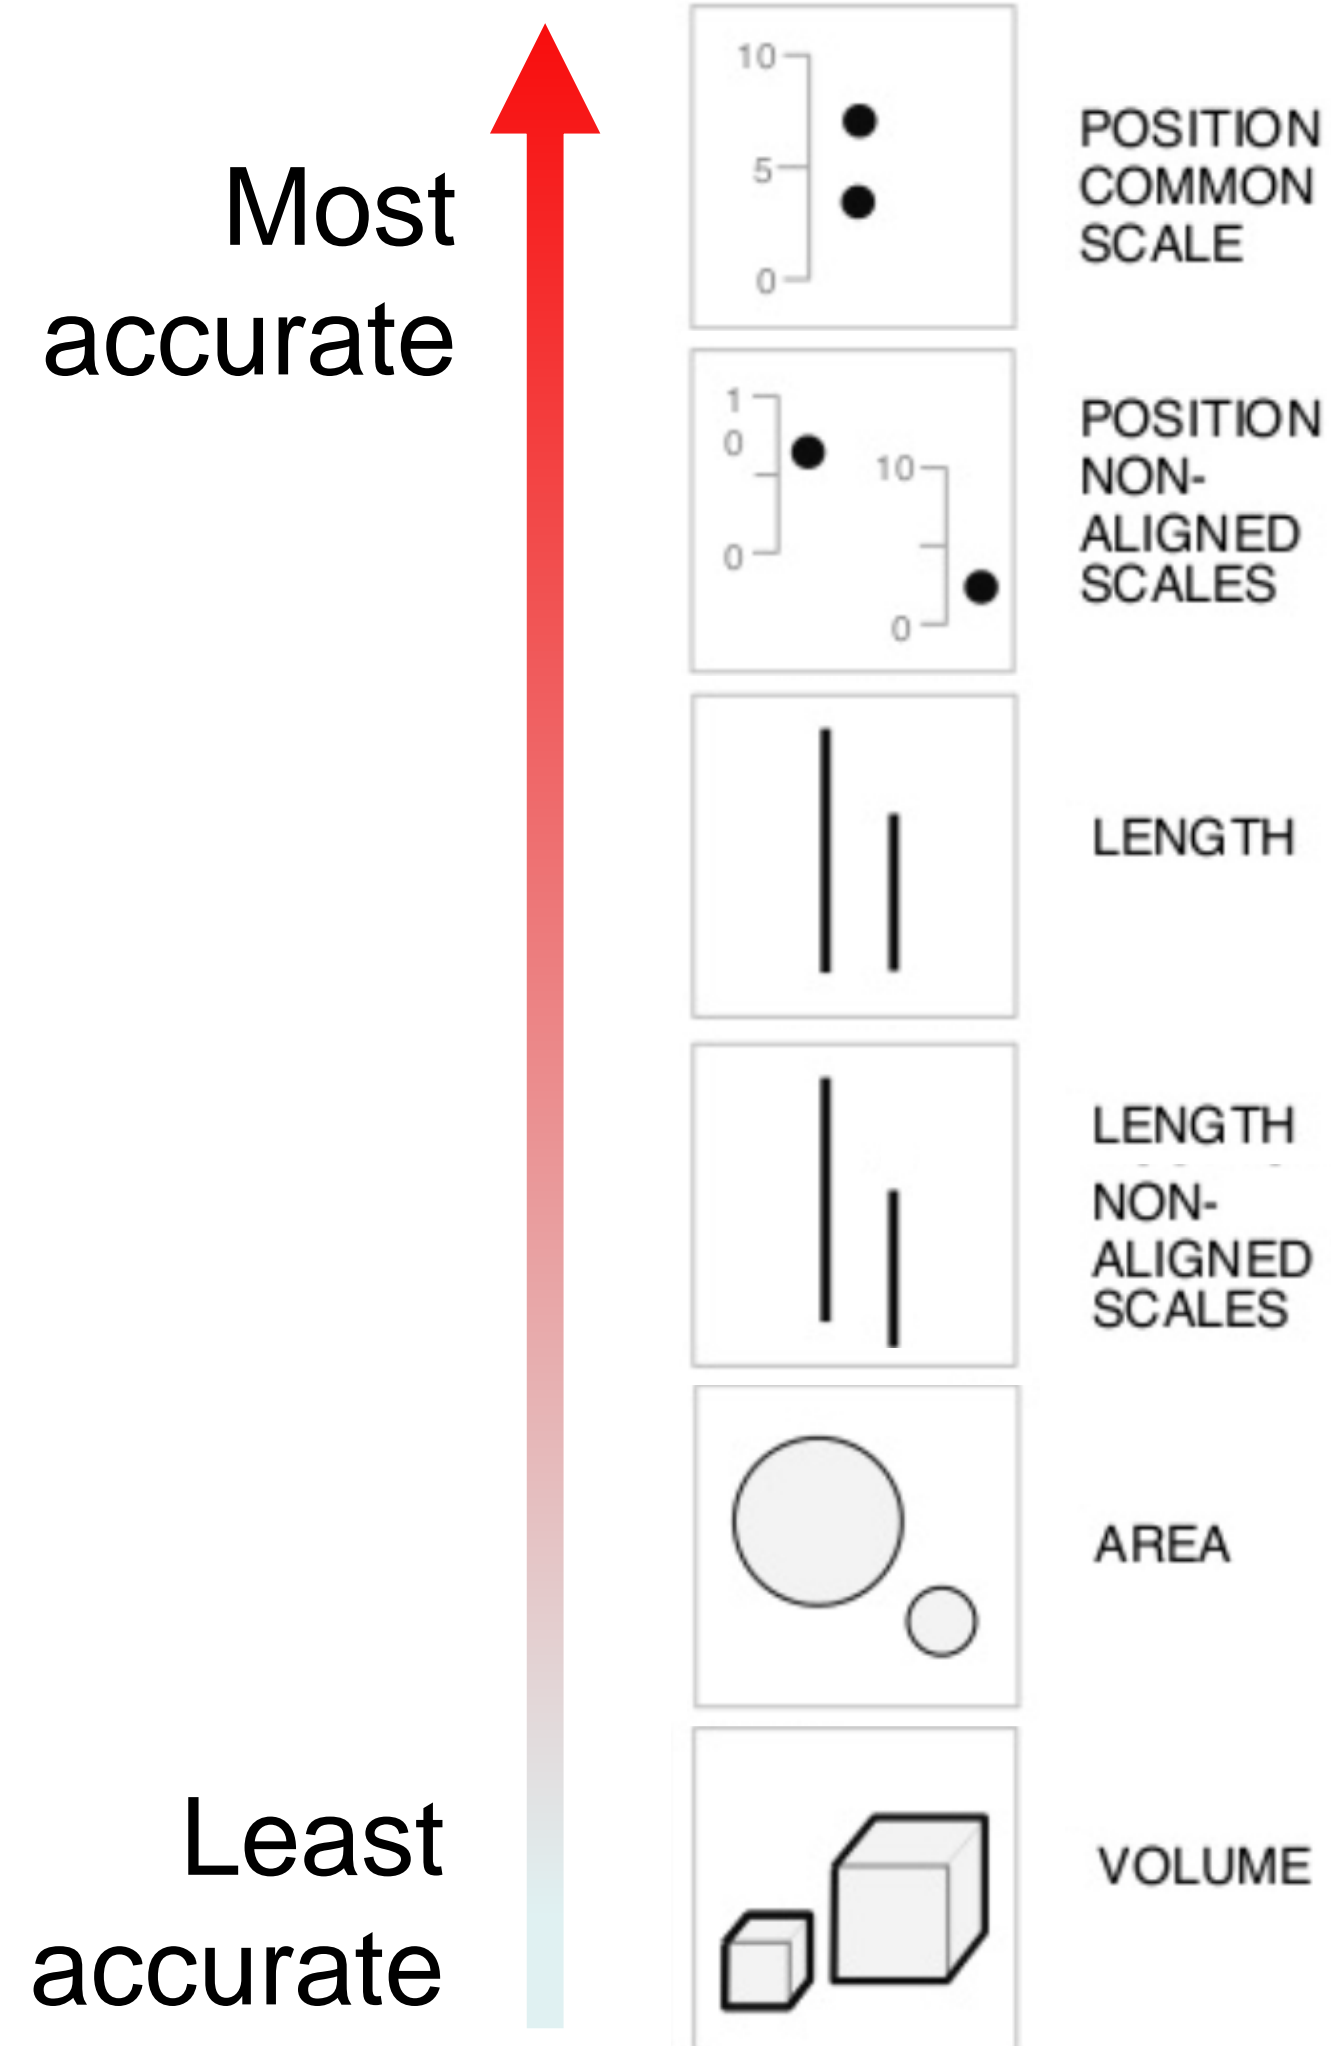 Most
accurate
10
5
0
POSITION
COMMON
SCALE
1
0
0
10
0
POSITION
NON-
ALIGNED
SCALES
LENGTH
LENGTH
NON-
ALIGNED
SCALES
AREA
Least
accurate
VOLUME